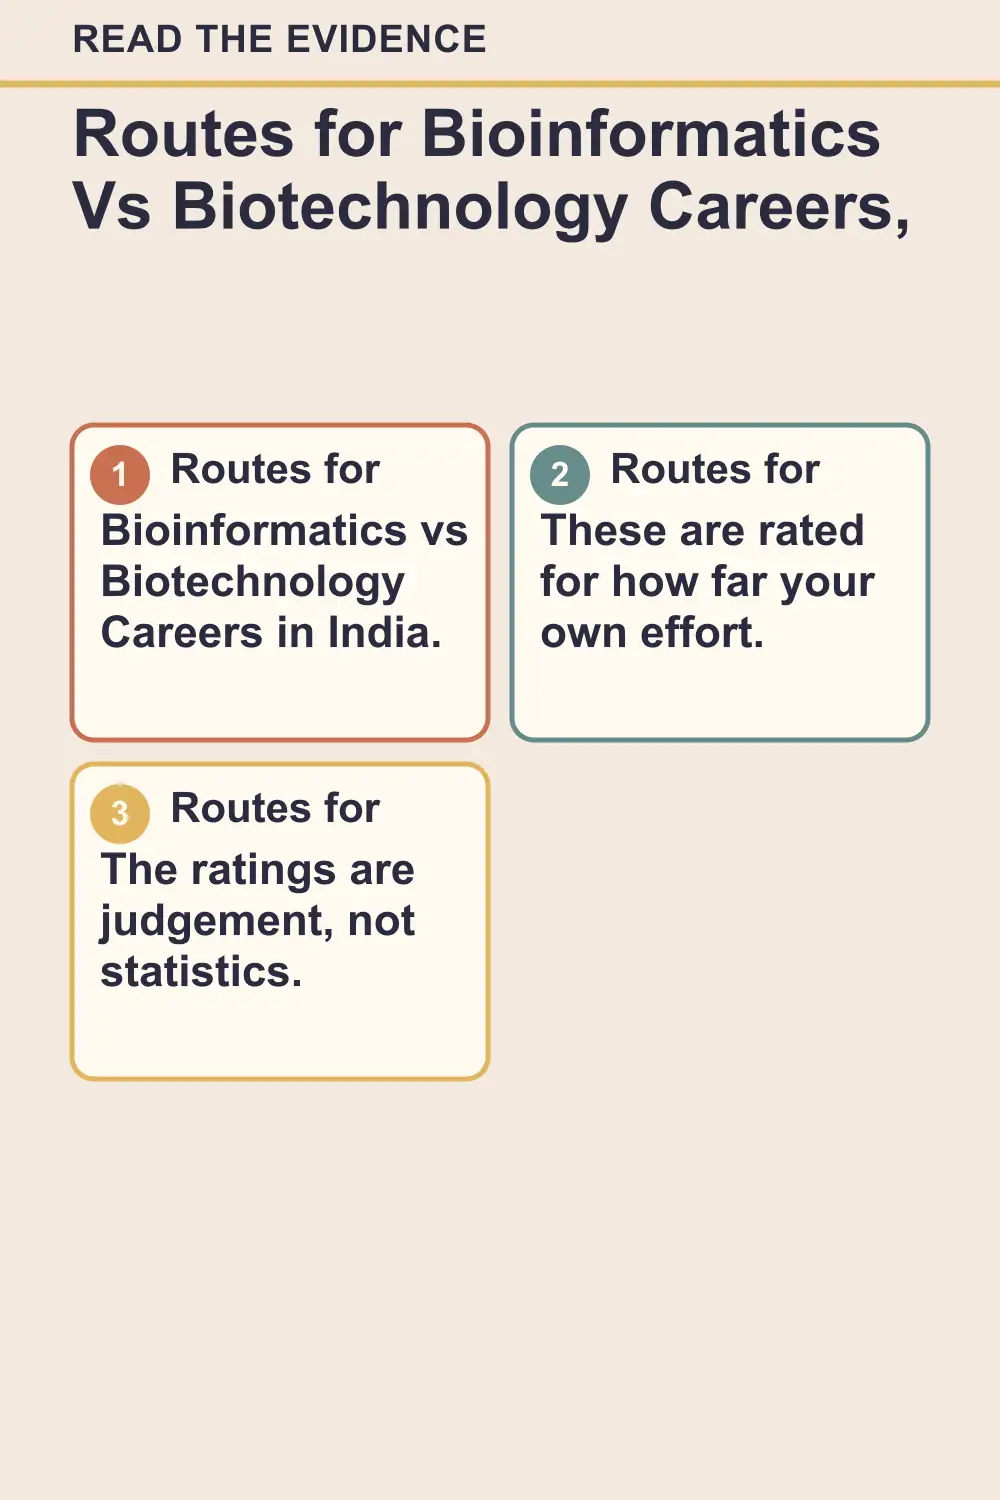 READ THE EVIDENCE
Routes for Bioinformatics
Vs Biotechnology Careers,
1 Routes for
Bioinformatics vs
Biotechnology
Careers in India.
2 Routes for
These are rated
for how far your
own effort.
3 Routes for
The ratings are
judgement, not
statistics.